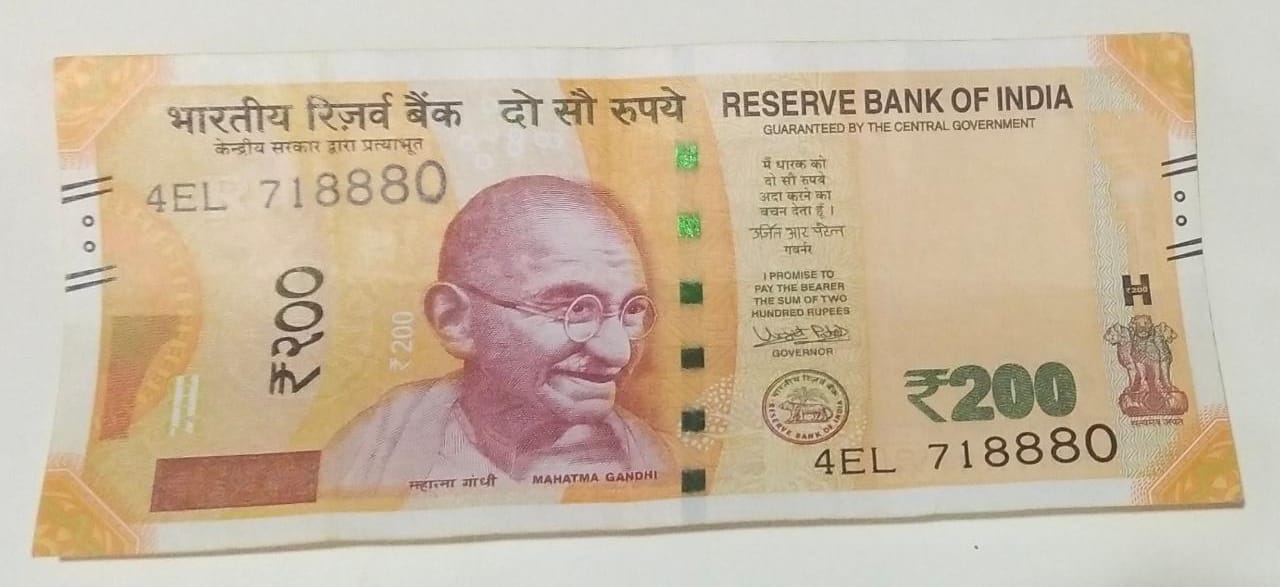 भारतीय रिज़र्व बैंक दो सौ रुपये
केन्द्रीय सरकार द्वारा प्रत्याभूत
4EL 718880
₹२००
₹200
महात्मा गांधी MAHATMA GANDHI
RESERVE BANK OF INDIA
GUARANTEED BY THE CENTRAL GOVERNMENT
मैं धारक को
दो सौ रुपये
अदा करने का
वचन देता हूँ।
उर्जित आर पटेल
गवर्नर
I PROMISE TO
PAY THE BEARER
THE SUM OF TWO
HUNDRED RUPEES
GOVERNOR
भारतीय रिज़र्व बैंक
RESERVE BANK OF INDIA
H
₹200
₹200
सत्यमेव जयते
4EL 718880